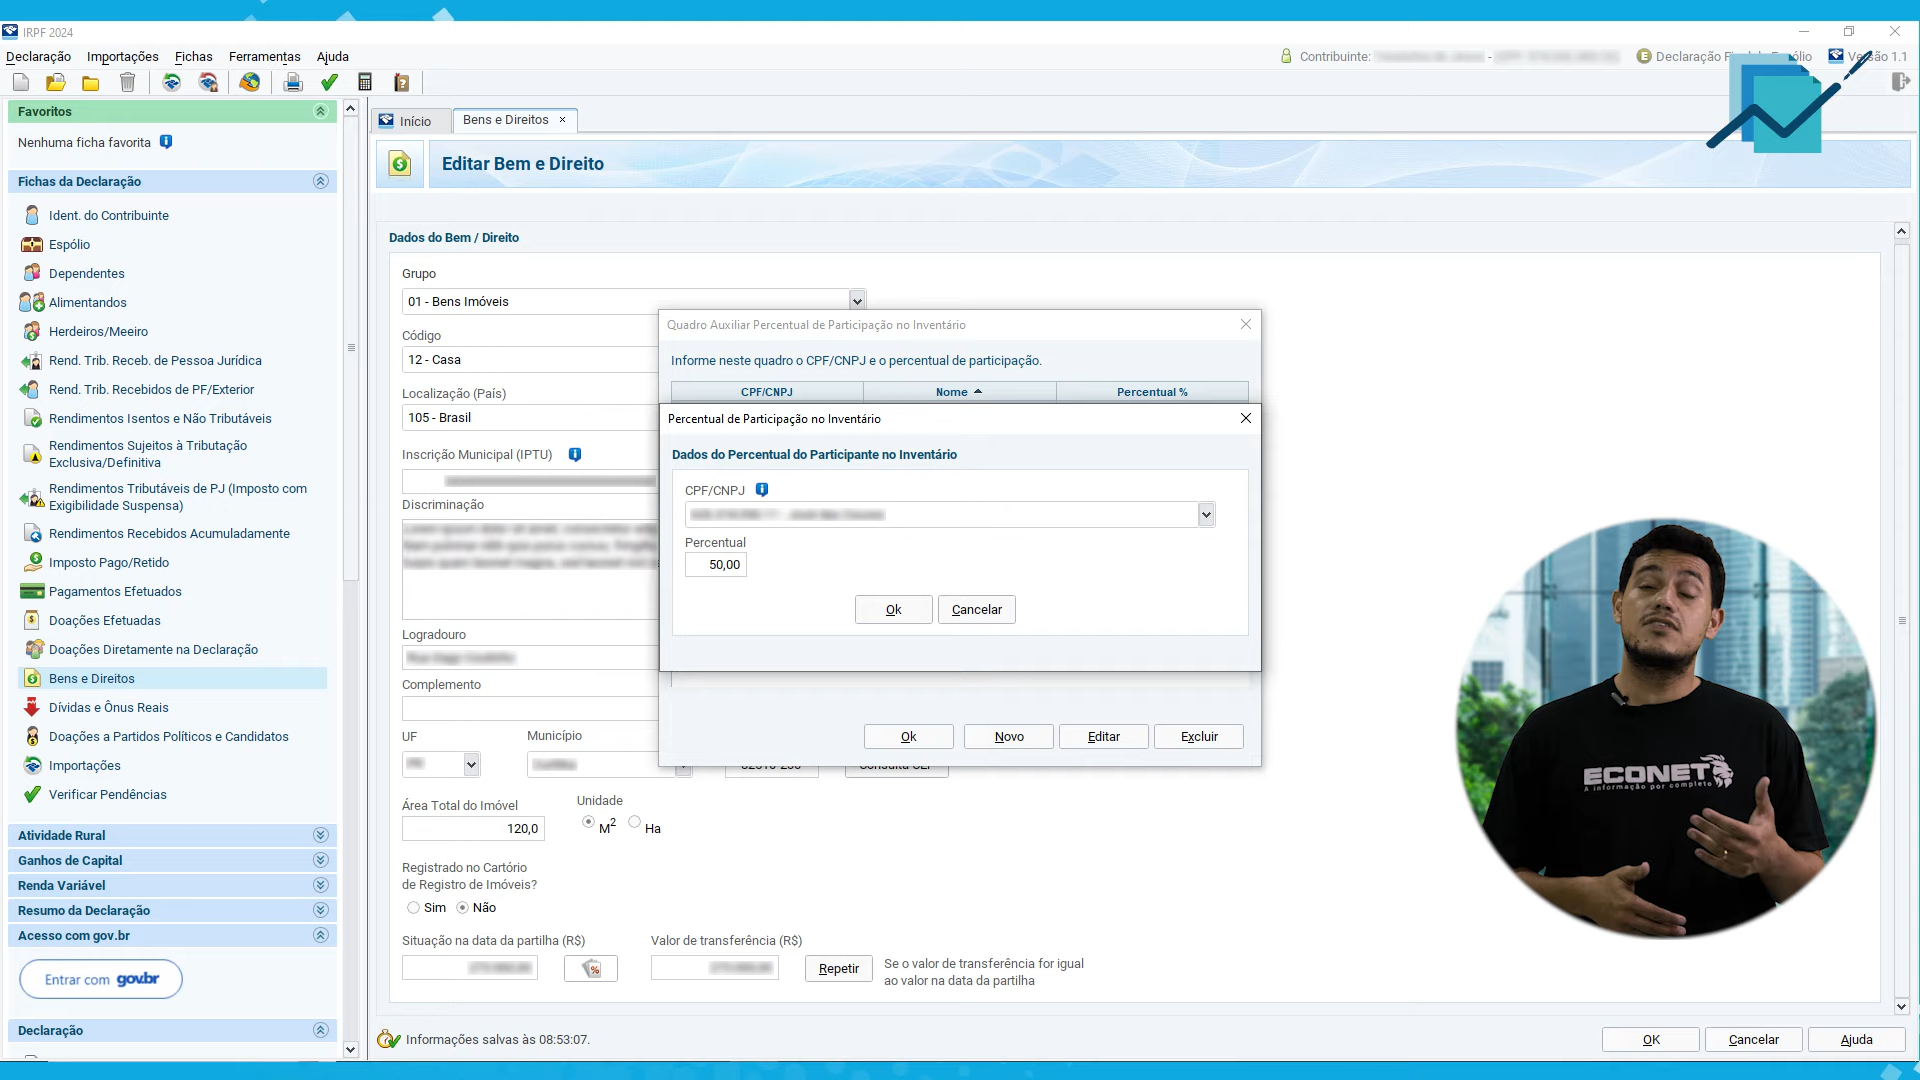 IRPF 2024
Declaração Importações Fichas Ferramentas Ajuda
Contribuinte: -
Declaração
Versão 1.1
Favoritos
Nenhuma ficha favorita
Fichas da Declaração
Ident. do Contribuinte
Espólio
Dependentes
Alimentandos
Herdeiros/Meeiro
Rend. Trib. Receb. de Pessoa Jurídica
Rend. Trib. Recebidos de PF/Exterior
Rendimentos Isentos e Não Tributáveis
Rendimentos Sujeitos à Tributação
Exclusiva/Definitiva
Rendimentos Tributáveis de PJ (Imposto com
Exigibilidade Suspensa)
Rendimentos Recebidos Acumuladamente
Imposto Pago/Retido
Pagamentos Efetuados
Doações Efetuadas
Doações Diretamente na Declaração
Bens e Direitos
Dívidas e Ônus Reais
Doações a Partidos Políticos e Candidatos
Importações
Verificar Pendências
Atividade Rural
Ganhos de Capital
Renda Variável
Resumo da Declaração
Acesso com gov.br
Entrar com gov.br
Declaração
Início
Bens e Direitos
Editar Bem e Direito
Dados do Bem / Direito
Grupo
01 - Bens Imóveis
Código
12 - Casa
Localização (País)
105 - Brasil
Inscrição Municipal (IPTU)
Discriminação
Logradouro
Complemento
UF
Município
Área Total do Imóvel
120,0
Unidade
M2
Ha
Registrado no Cartório
de Registro de Imóveis?
Sim Não
Situação na data da partilha (R$)
Valor de transferência (R$)
Repetir
Se o valor de transferência for igual
ao valor na data da partilha
Quadro Auxiliar Percentual de Participação no Inventário
Informe neste quadro o CPF/CNPJ e o percentual de participação.
CPF/CNPJ Nome Percentual %
Percentual de Participação no Inventário
Dados do Percentual do Participante no Inventário
CPF/CNPJ
Percentual
50,00
Ok Cancelar
Ok Novo Editar Excluir
Informações salvas às 08:53:07.
OK Cancelar Ajuda
ECONET
A informação por completo